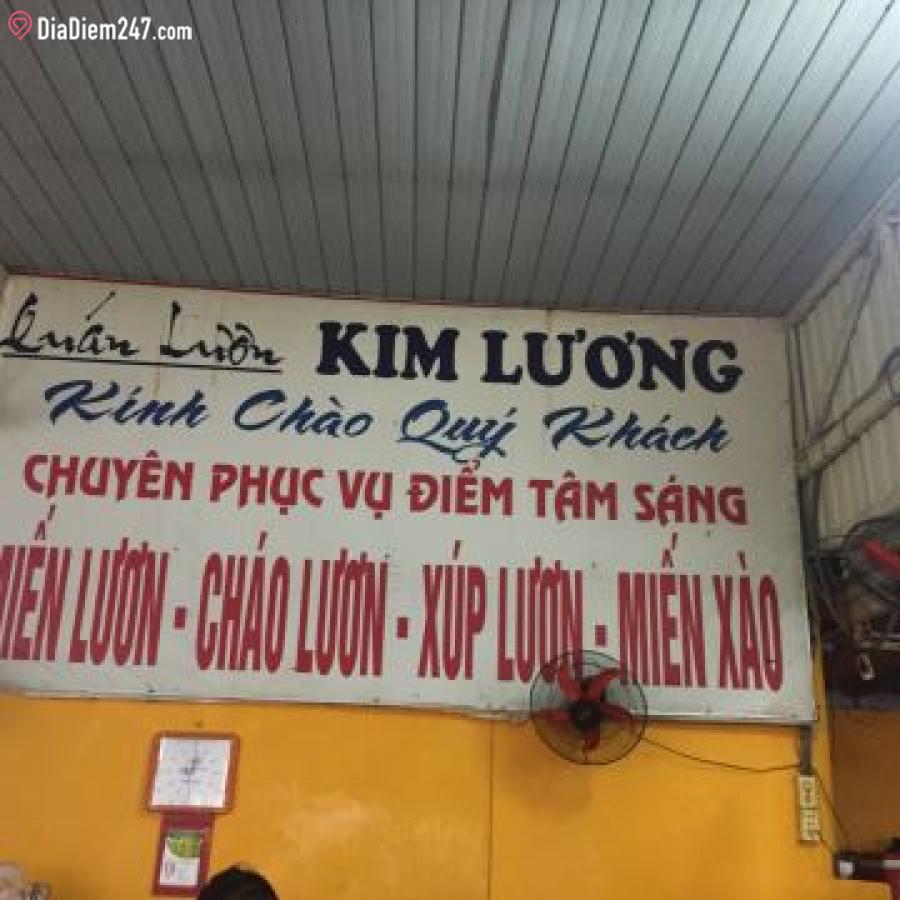 DiaDiem247.com
Quán Lươn KIM LƯƠNG
Kính Chào Quý Khách
CHUYÊN PHỤC VỤ ĐIỂM TÂM SÁNG
MIẾN LƯƠN - CHÁO LƯƠN - XÚP LƯƠN - MIẾN XÀO